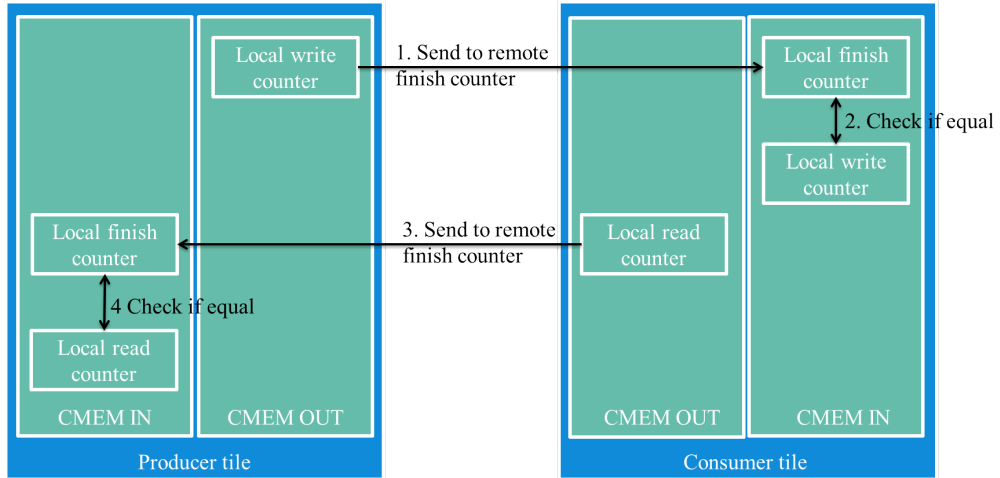 Local write
counter
1. Send to remote
finish counter
Local finish
counter
2. Check if equal
Local write
counter
Local finish
counter
3. Send to remote
finish counter
Local read
counter
4 Check if equal
Local read
counter
CMEM IN
CMEM OUT
CMEM OUT
CMEM IN
Producer tile
Consumer tile